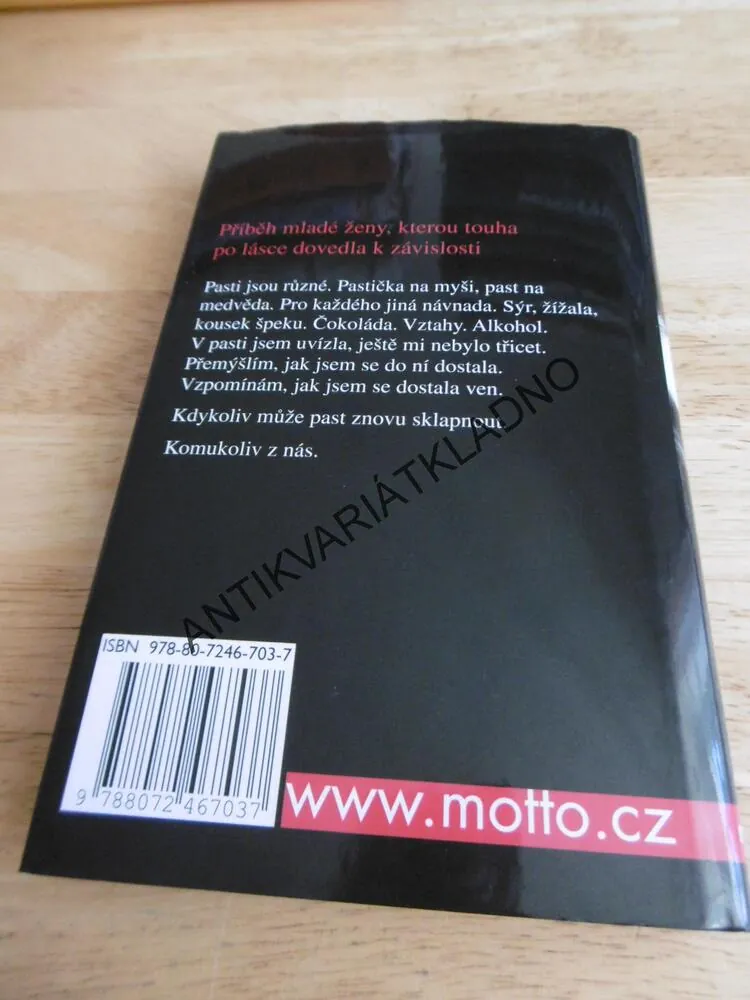 Příběh mladé ženy, kterou touha
po lásce dovedla k závislosti
Pasti jsou různé. Pastička na myši, past na
medvěda. Pro každého jiná návnada. Sýr, žížala,
kousek špeku. Čokoláda. Vztahy. Alkohol.
V pasti jsem uvízla, ještě mi nebylo třicet.
Přemýšlím, jak jsem se do ní dostala.
Vzpomínám, jak jsem se dostala ven.
Kdykoliv může past znovu sklapnout.
Komukoliv z nás.
ANTIKVARIÁTKLADNO
ISBN 978-80-7246-703-7
9 788072 467037
www.motto.cz